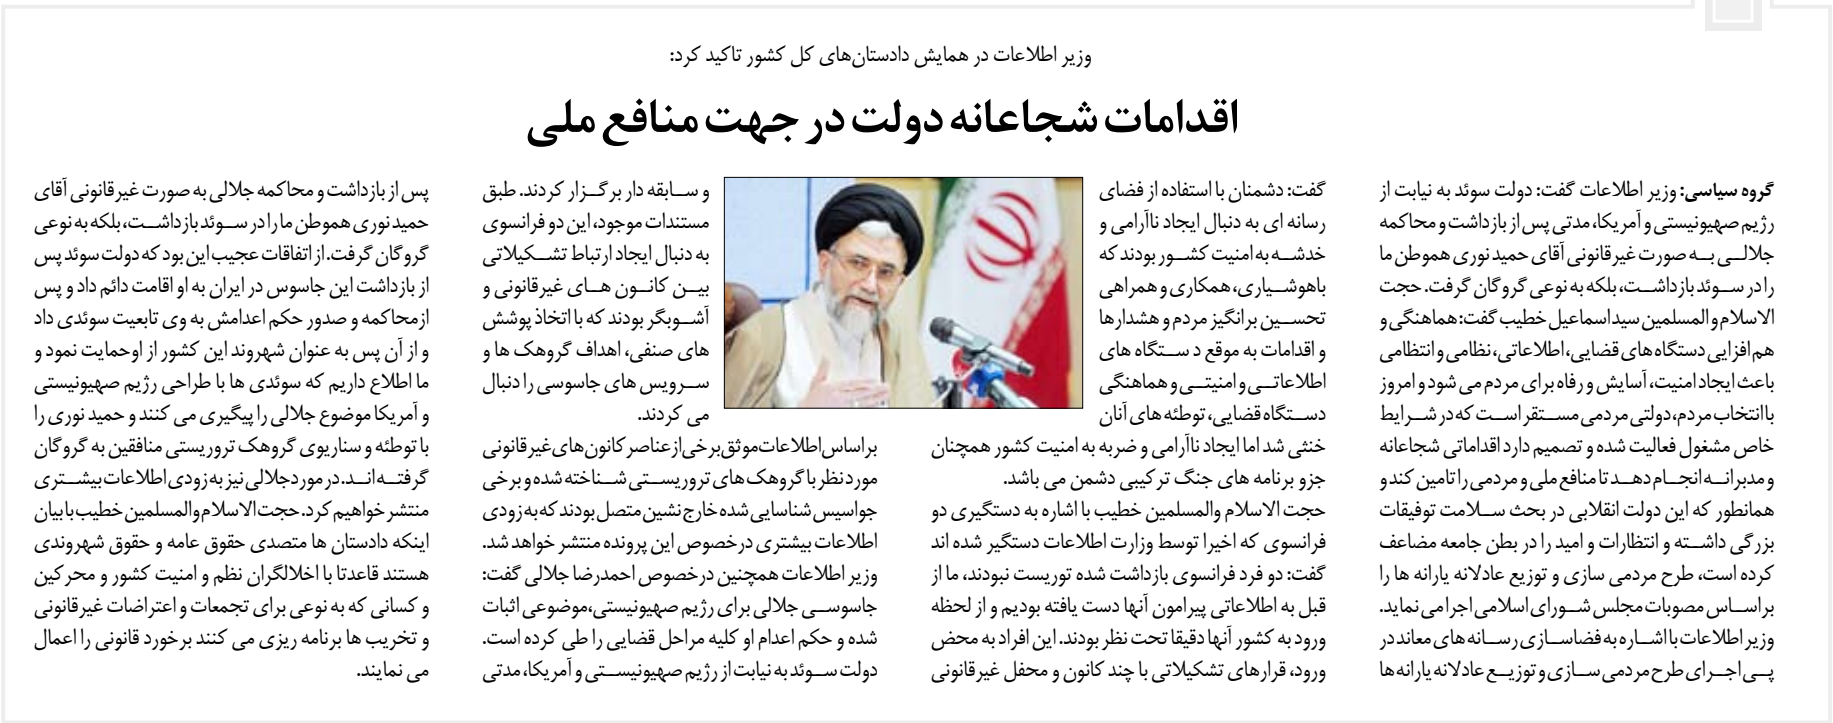 وزیر اطلاعات در همایش دادستان‌های کل کشور تاکید کرد:
اقدامات شجاعانه دولت در جهت منافع ملی
گروه سیاسی: وزیر اطلاعات گفت: دولت سوئد به نیابت از
رژیم صهیونیستی و آمریکا، مدتی پس از بازداشت و محاکمه
جلالی به صورت غیرقانونی آقای حمید نوری هموطن ما
را در سوئد بازداشت، بلکه به نوعی گروگان گرفت. حجت
الاسلام والمسلمین سیداسماعیل خطیب گفت: هماهنگی و
هم افزایی دستگاه های قضایی، اطلاعاتی، نظامی و انتظامی
باعث ایجاد امنیت، آسایش و رفاه برای مردم می شود و امروز
با انتخاب مردم، دولتی مردمی مستقر است که در شرایط
خاص مشغول فعالیت شده و تصمیم دارد اقداماتی شجاعانه
و مدبرانه انجام دهد تا منافع ملی و مردمی را تامین کند و
همانطور که این دولت انقلابی در بحث سلامت توفیقات
بزرگی داشته و انتظارات و امید را در بطن جامعه مضاعف
کرده است، طرح مردمی سازی و توزیع عادلانه یارانه ها را
براساس مصوبات مجلس شورای اسلامی اجرا می نماید.
وزیر اطلاعات با اشاره به فضاسازی رسانه های معاند در
پی اجرای طرح مردمی سازی و توزیع عادلانه یارانه ها
گفت: دشمنان با استفاده از فضای
رسانه ای به دنبال ایجاد ناآرامی و
خدشه به امنیت کشور بودند که
باهوشیاری، همکاری و همراهی
تحسین برانگیز مردم و هشدارها
و اقدامات به موقع د ستگاه های
اطلاعاتی و امنیتی و هماهنگی
دستگاه قضایی، توطئه های آنان
خنثی شد اما ایجاد ناآرامی و ضربه به امنیت کشور همچنان
جزو برنامه های جنگ ترکیبی دشمن می باشد.
حجت الاسلام والمسلمین خطیب با اشاره به دستگیری دو
فرانسوی که اخیرا توسط وزارت اطلاعات دستگیر شده اند
گفت: دو فرد فرانسوی بازداشت شده توریست نبودند، ما از
قبل به اطلاعاتی پیرامون آنها دست یافته بودیم و از لحظه
ورود به کشور آنها دقیقا تحت نظر بودند. این افراد به محض
ورود، قرارهای تشکیلاتی با چند کانون و محفل غیرقانونی
و سابقه دار برگزار کردند. طبق
مستندات موجود، این دو فرانسوی
به دنبال ایجاد ارتباط تشکیلاتی
بین کانون های غیرقانونی و
آشوبگر بودند که با اتخاذ پوشش
های صنفی، اهداف گروهک ها و
سرویس های جاسوسی را دنبال
می کردند.
براساس اطلاعات موثق برخی از عناصر کانون های غیرقانونی
مورد نظر با گروهک های تروریستی شناخته شده و برخی
جواسیس شناسایی شده خارج نشین متصل بودند که به زودی
اطلاعات بیشتری درخصوص این پرونده منتشر خواهد شد.
وزیر اطلاعات همچنین درخصوص احمدرضا جلالی گفت:
جاسوسی جلالی برای رژیم صهیونیستی،موضوعی اثبات
شده و حکم اعدام او کلیه مراحل قضایی را طی کرده است.
دولت سوئد به نیابت از رژیم صهیونیستی و آمریکا، مدتی
پس از بازداشت و محاکمه جلالی به صورت غیرقانونی آقای
حمید نوری هموطن ما را در سوئد بازداشت، بلکه به نوعی
گروگان گرفت. از اتفاقات عجیب این بود که دولت سوئد پس
از بازداشت این جاسوس در ایران به او اقامت دائم داد و پس
ازمحاکمه و صدور حکم اعدامش به وی تابعیت سوئدی داد
و از آن پس به عنوان شهروند این کشور از اوحمایت نمود و
ما اطلاع داریم که سوئدی ها با طراحی رژیم صهیونیستی
و آمریکا موضوع جلالی را پیگیری می کنند و حمید نوری را
با توطئه و سناریوی گروهک تروریستی منافقین به گروگان
گرفته اند. در مورد جلالی نیز به زودی اطلاعات بیشتری
منتشر خواهیم کرد. حجت الاسلام والمسلمین خطیب با بیان
اینکه دادستان ها متصدی حقوق عامه و حقوق شهروندی
هستند قاعدتا با اخلالگران نظم و امنیت کشور و محرکین
و کسانی که به نوعی برای تجمعات و اعتراضات غیرقانونی
و تخریب ها برنامه ریزی می کنند برخورد قانونی را اعمال
می نمایند.